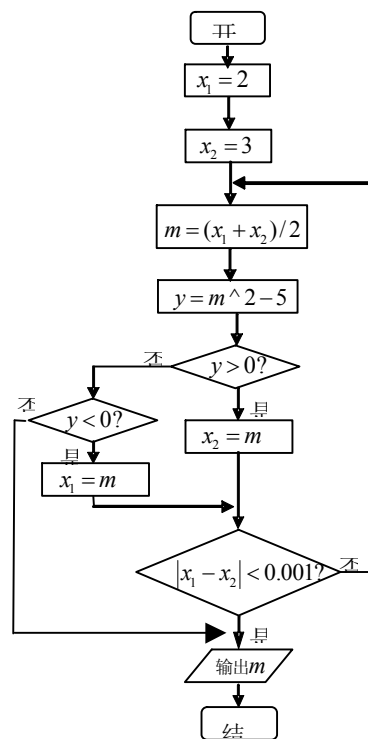 开
x₁ = 2
x₂ = 3
m = (x₁ + x₂) / 2
y = m ^ 2 − 5
否
y > 0?
否
y < 0?
是
x₂ = m
是
x₁ = m
|x₁ − x₂| < 0.001?
否
是
输出m
结